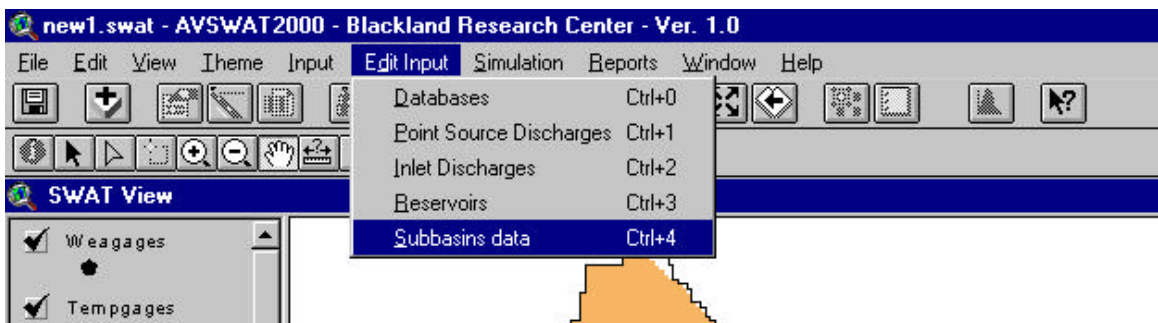 new1.swat - AVSWAT2000 - Blackland Research Center - Ver. 1.0
File Edit View Theme Input Edit Input Simulation Reports Window Help
Databases Ctrl+0
Point Source Discharges Ctrl+1
Inlet Discharges Ctrl+2
Reservoirs Ctrl+3
Subbasins data Ctrl+4
SWAT View
Weagages
Tempgages